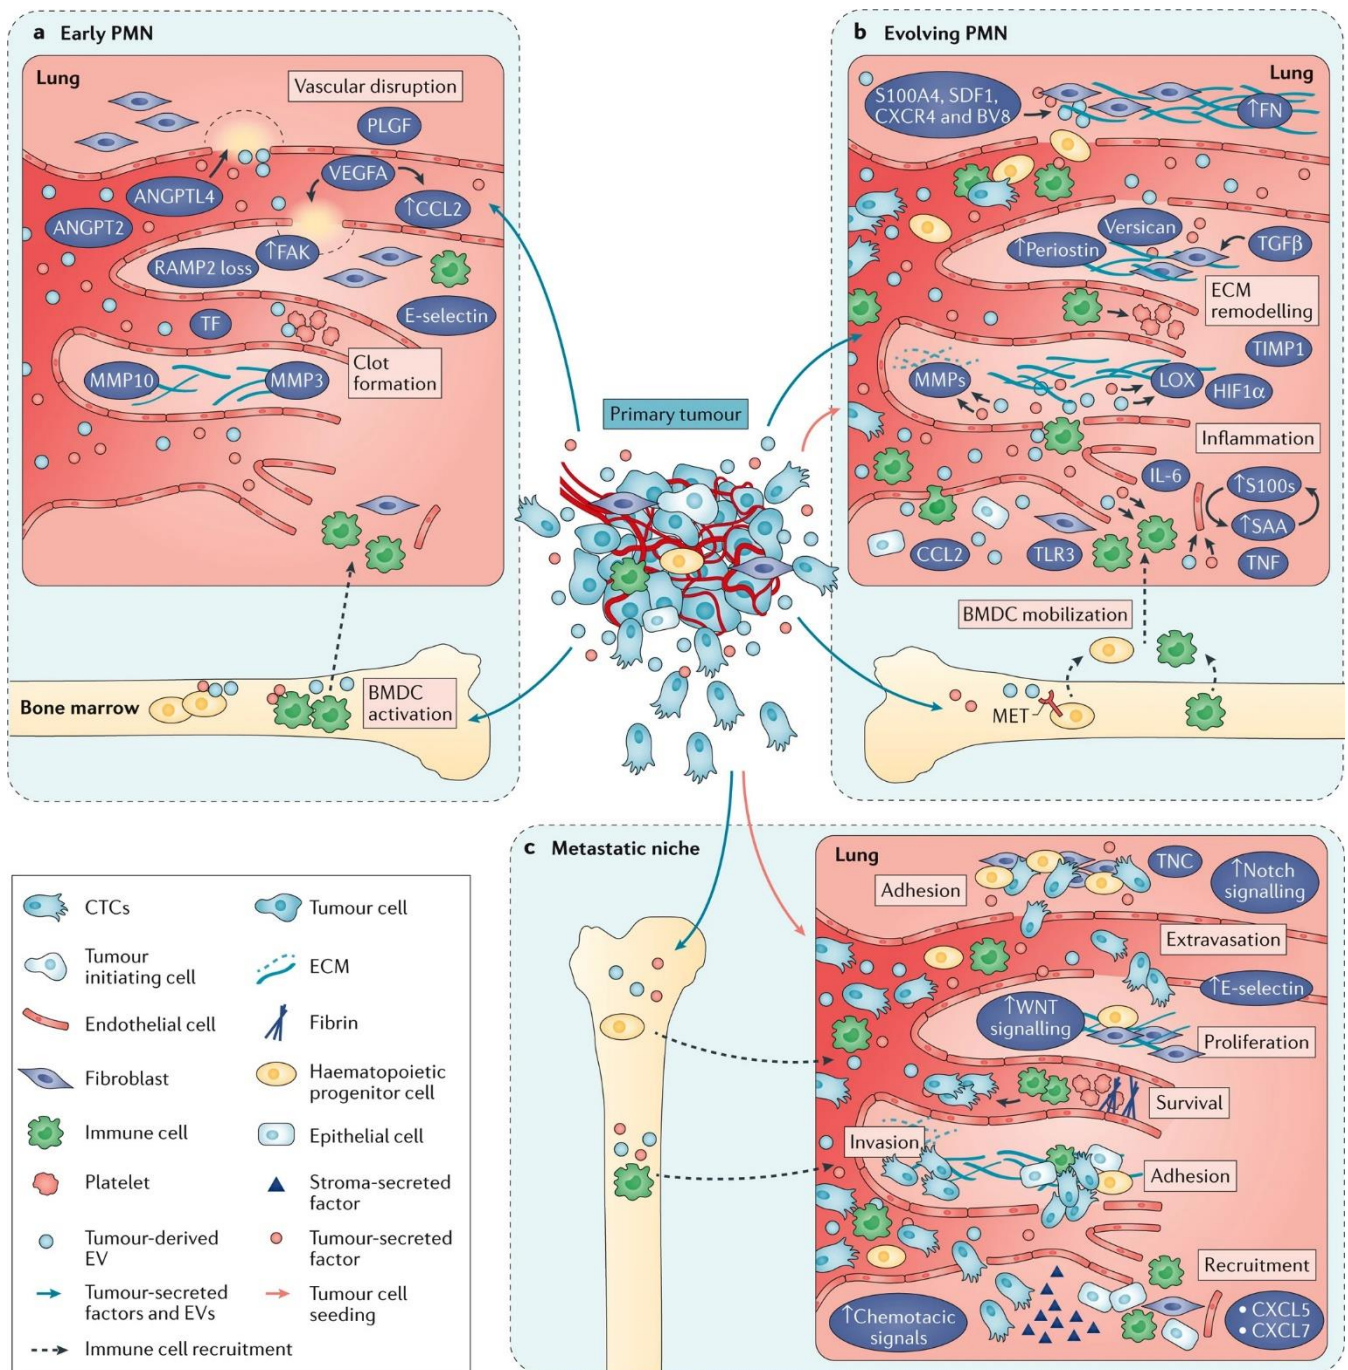 a Early PMN
Lung
Vascular disruption
PLGF
VEGFA
ANGPTL4
↑CCL2
ANGPT2
↑FAK
RAMP2 loss
E-selectin
TF
Clot
formation
MMP10
MMP3
Bone marrow
BMDC
activation
Primary tumour
b Evolving PMN
Lung
S100A4, SDF1,
CXCR4 and BV8
↑FN
Versican
↑Periostin
TGFβ
ECM
remodelling
TIMP1
MMPs
LOX
HIF1α
Inflammation
IL-6
↑S100s
↑SAA
CCL2
TLR3
TNF
BMDC mobilization
MET
c Metastatic niche
Lung
TNC
↑Notch
signalling
Adhesion
Extravasation
↑E-selectin
↑WNT
signalling
Proliferation
Survival
Invasion
Adhesion
Recruitment
↑Chemotacic
signals
• CXCL5
• CXCL7
CTCs
Tumour cell
Tumour
initiating cell
ECM
Endothelial cell
Fibrin
Fibroblast
Haematopoietic
progenitor cell
Immune cell
Epithelial cell
Platelet
Stroma-secreted
factor
Tumour-derived
EV
Tumour-secreted
factor
Tumour-secreted
factors and EVs
Tumour cell
seeding
Immune cell recruitment